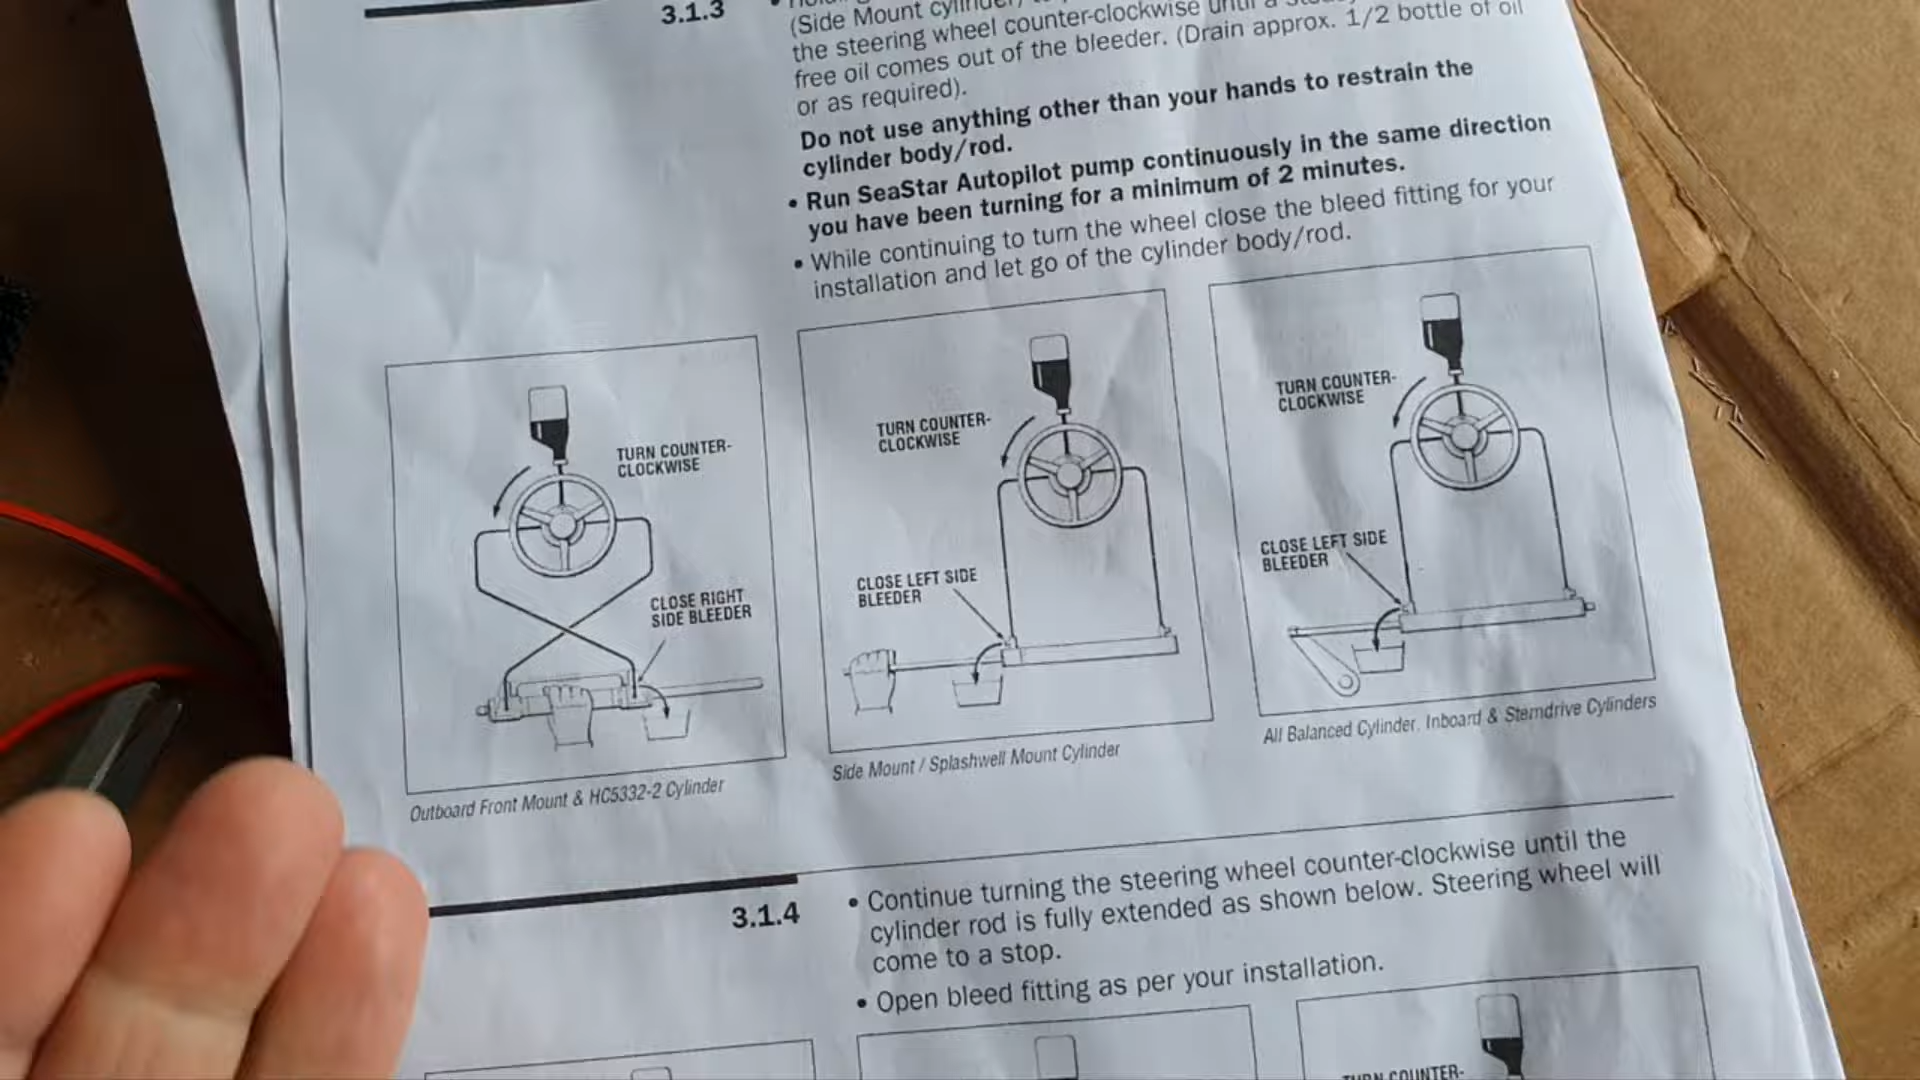 3.1.3
(Side Mount cylinder)
the steering wheel counter-clockwise until a
free oil comes out of the bleeder. (Drain approx. 1/2 bottle of oil
or as required).
Do not use anything other than your hands to restrain the
cylinder body/rod.
• Run SeaStar Autopilot pump continuously in the same direction
you have been turning for a minimum of 2 minutes.
• While continuing to turn the wheel close the bleed fitting for your
installation and let go of the cylinder body/rod.
TURN COUNTER-
CLOCKWISE
CLOSE RIGHT
SIDE BLEEDER
Outboard Front Mount & HC5332-2 Cylinder
TURN COUNTER-
CLOCKWISE
CLOSE LEFT SIDE
BLEEDER
Side Mount / Splashwell Mount Cylinder
TURN COUNTER-
CLOCKWISE
CLOSE LEFT SIDE
BLEEDER
All Balanced Cylinder, Inboard & Sterndrive Cylinders
3.1.4
• Continue turning the steering wheel counter-clockwise until the
cylinder rod is fully extended as shown below. Steering wheel will
come to a stop.
• Open bleed fitting as per your installation.
TURN COUNTER-